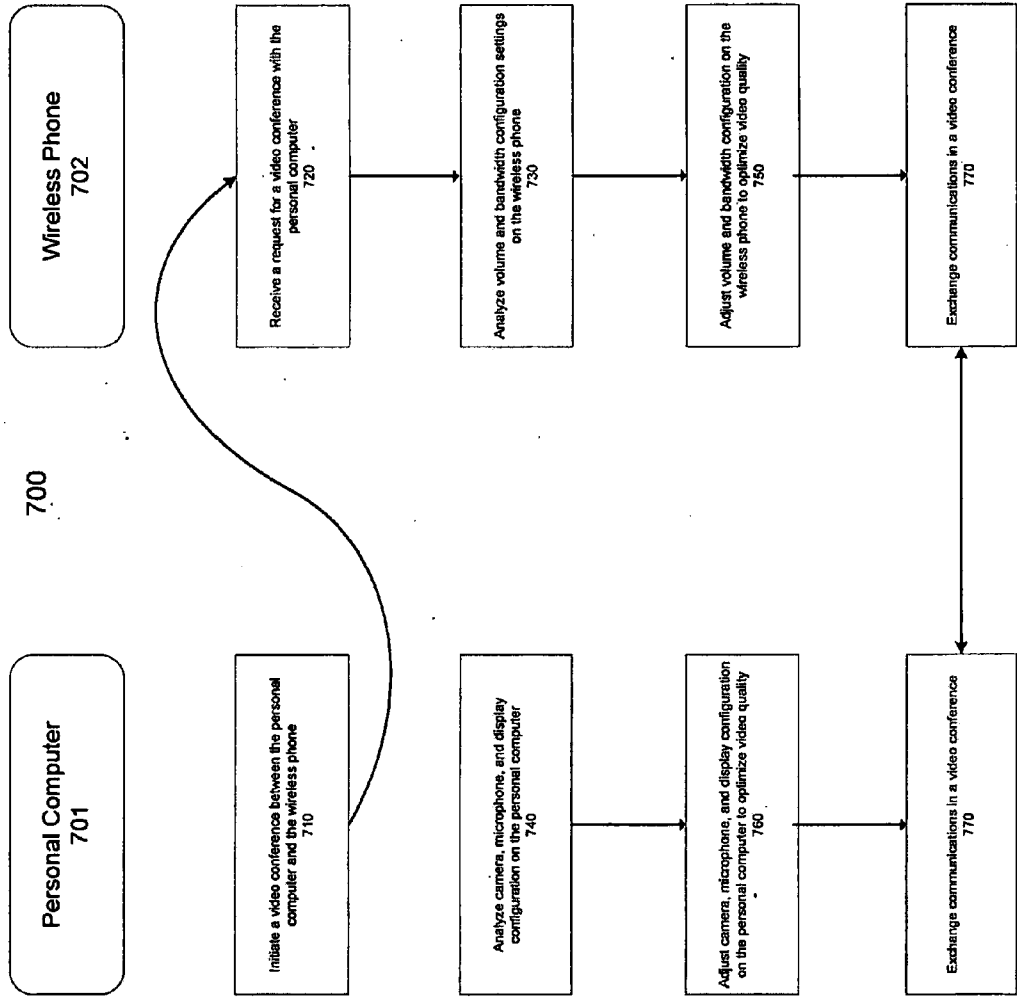 700
Personal Computer
701
Initiate a video conference between the personal
computer and the wireless phone
710
Analyze camera, microphone, and display
configuration on the personal computer
740
Adjust camera, microphone, and display configuration
on the personal computer to optimize video quality
760
Exchange communications in a video conference
770
Wireless Phone
702
Receive a request for a video conference with the
personal computer
720
Analyze volume and bandwidth configuration settings
on the wireless phone
730
Adjust volume and bandwidth configuration on the
wireless phone to optimize video quality
750
Exchange communications in a video conference
770